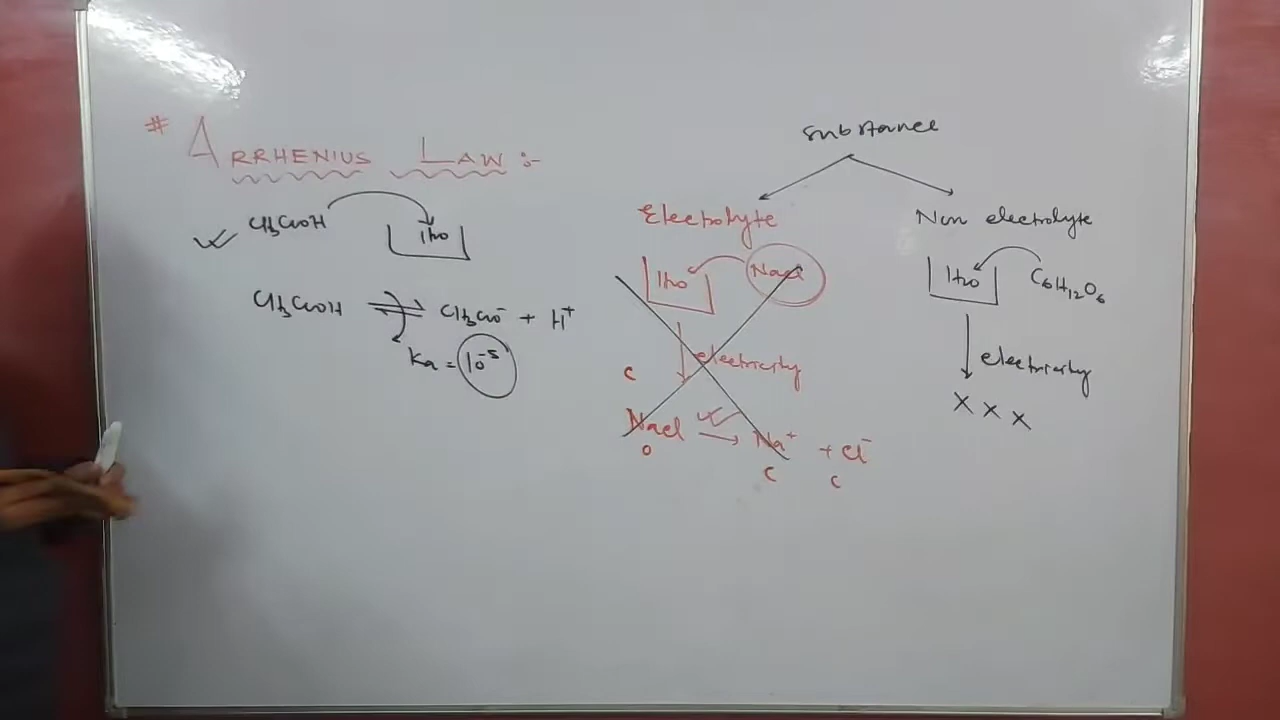 # ARRHENIUS LAW :-
CH3COOH
H2O
CH3COOH ⇌ CH3COO- + H+
Ka = 10^-5
Substance
Electrolyte
H2O
NaCl
electricity
C
NaCl → Na+ + Cl-
O C C
Non electrolyte
H2O
C6H12O6
electricity
X X X